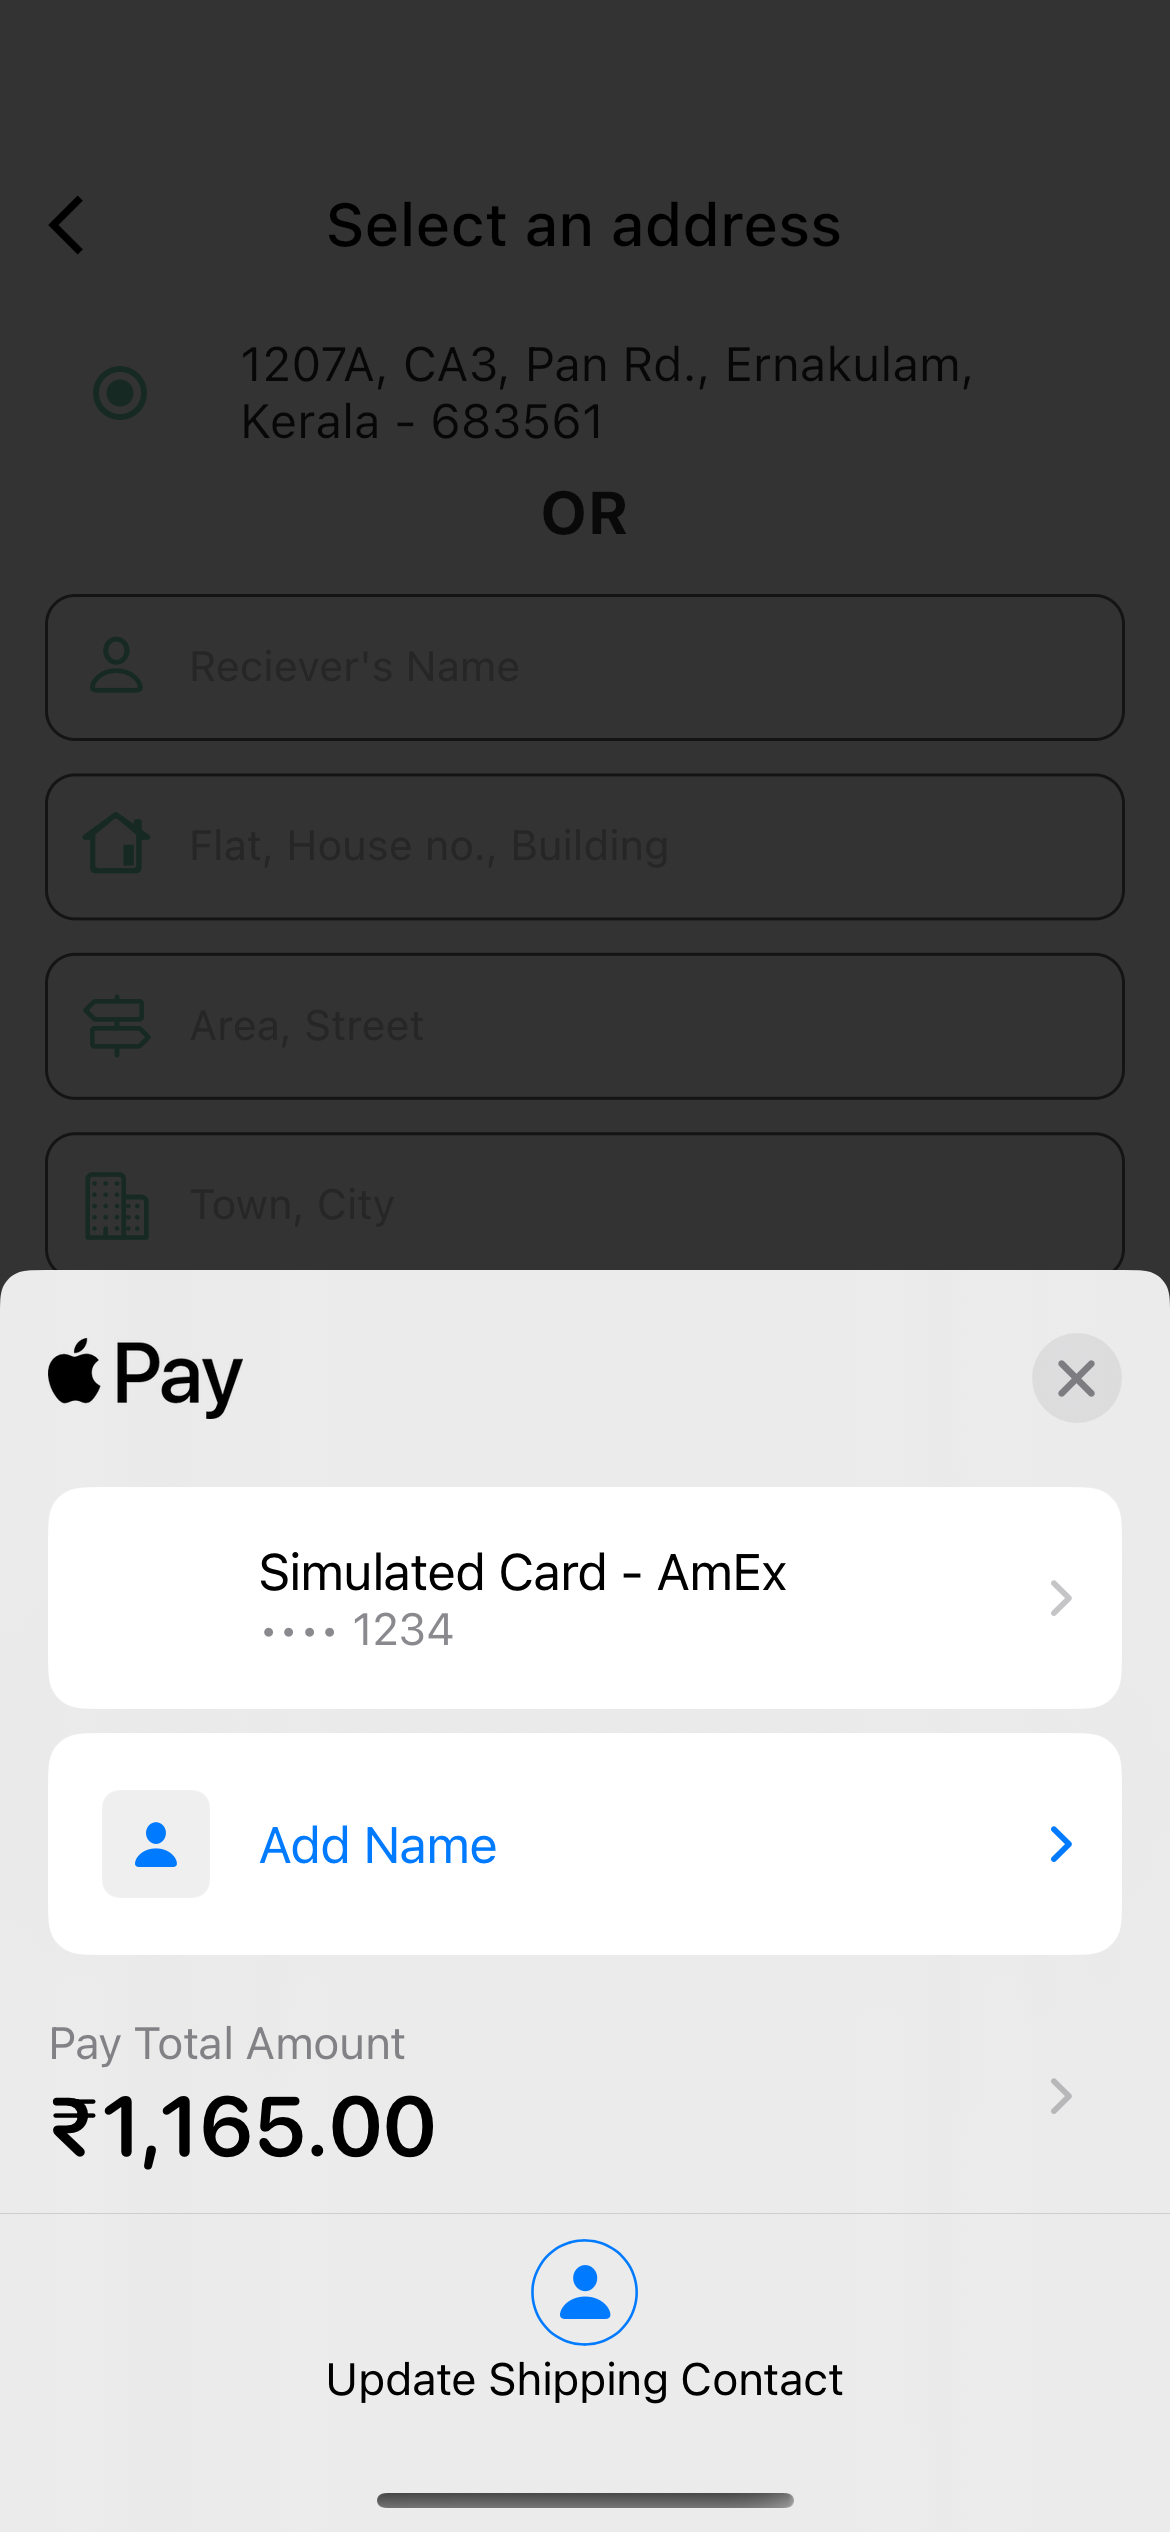 Select an address
1207A, CA3, Pan Rd., Ernakulam,
Kerala - 683561
OR
Reciever's Name
Flat, House no., Building
Area, Street
Town, City
Pay
Simulated Card - AmEx
•••• 1234
Add Name
Pay Total Amount
₹1,165.00
Update Shipping Contact